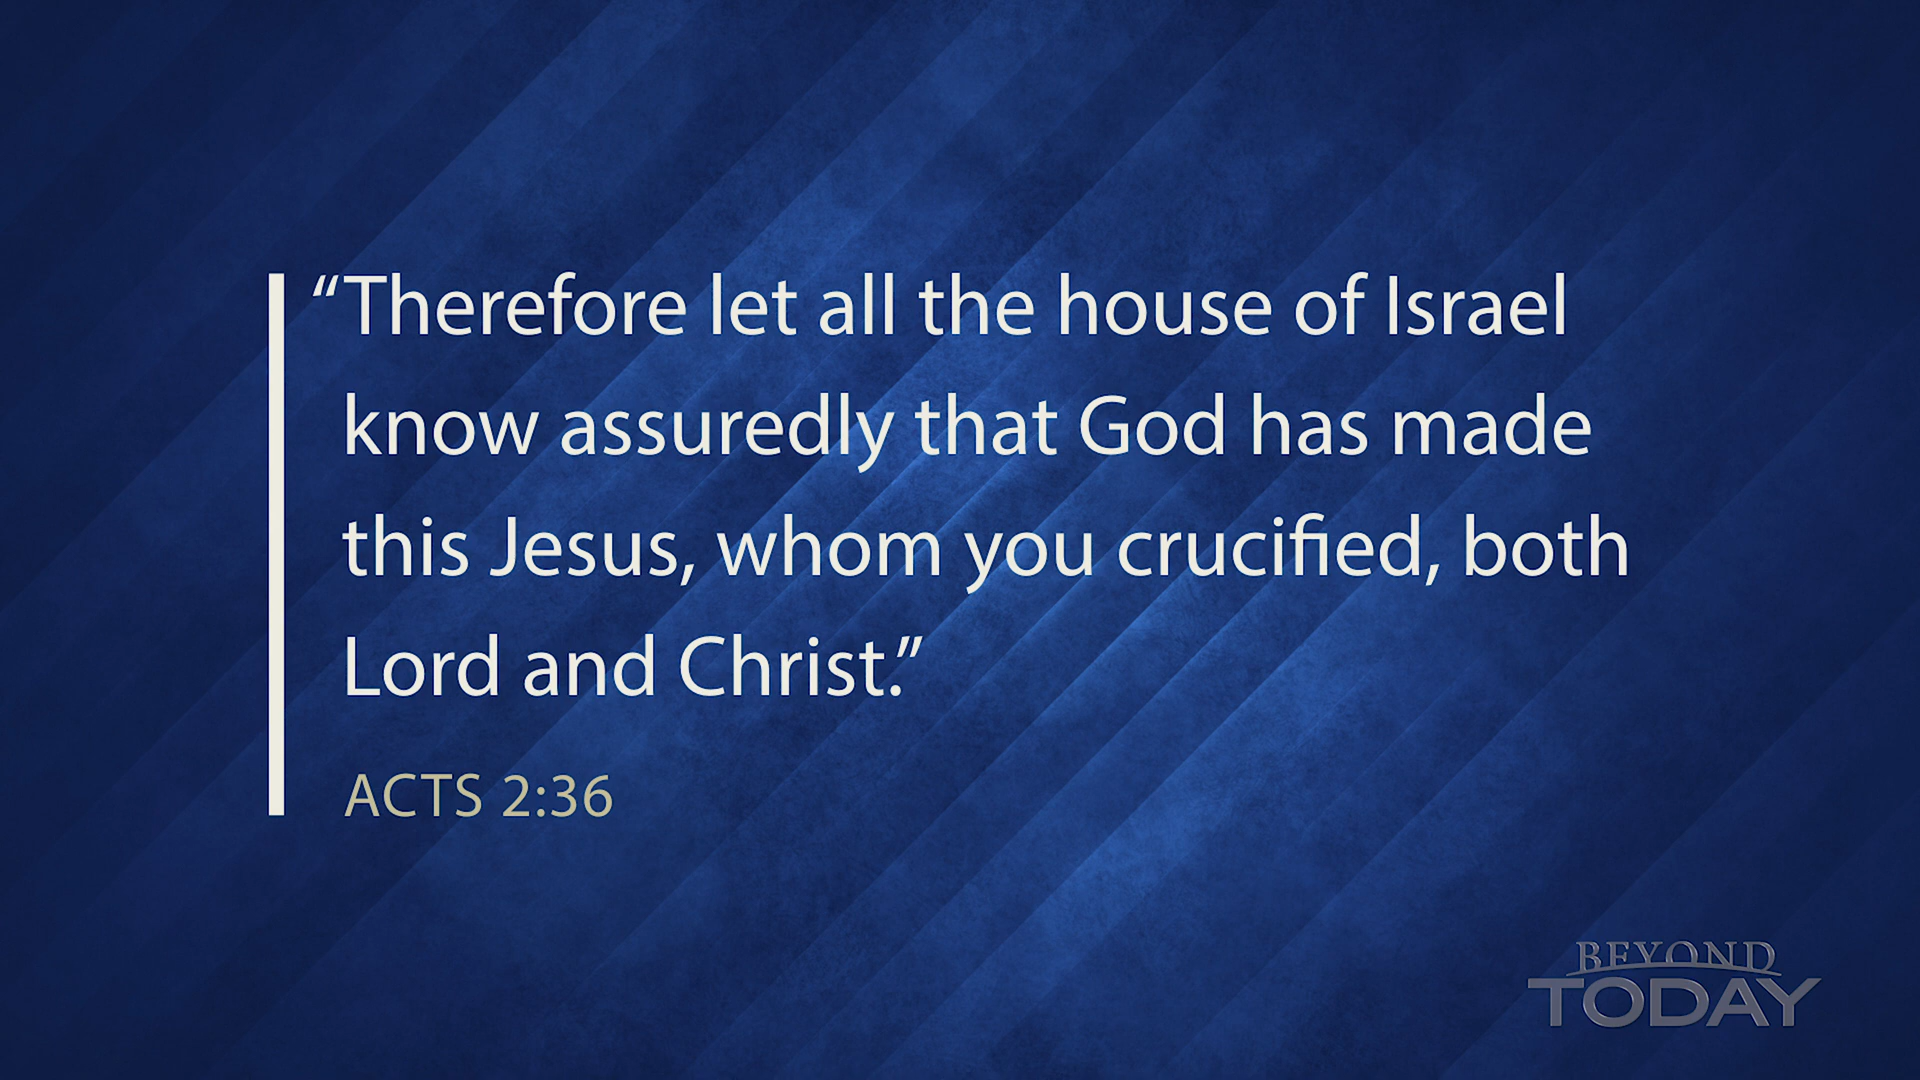 “Therefore let all the house of Israel
know assuredly that God has made
this Jesus, whom you crucified, both
Lord and Christ.”
ACTS 2:36
BEYOND
TODAY